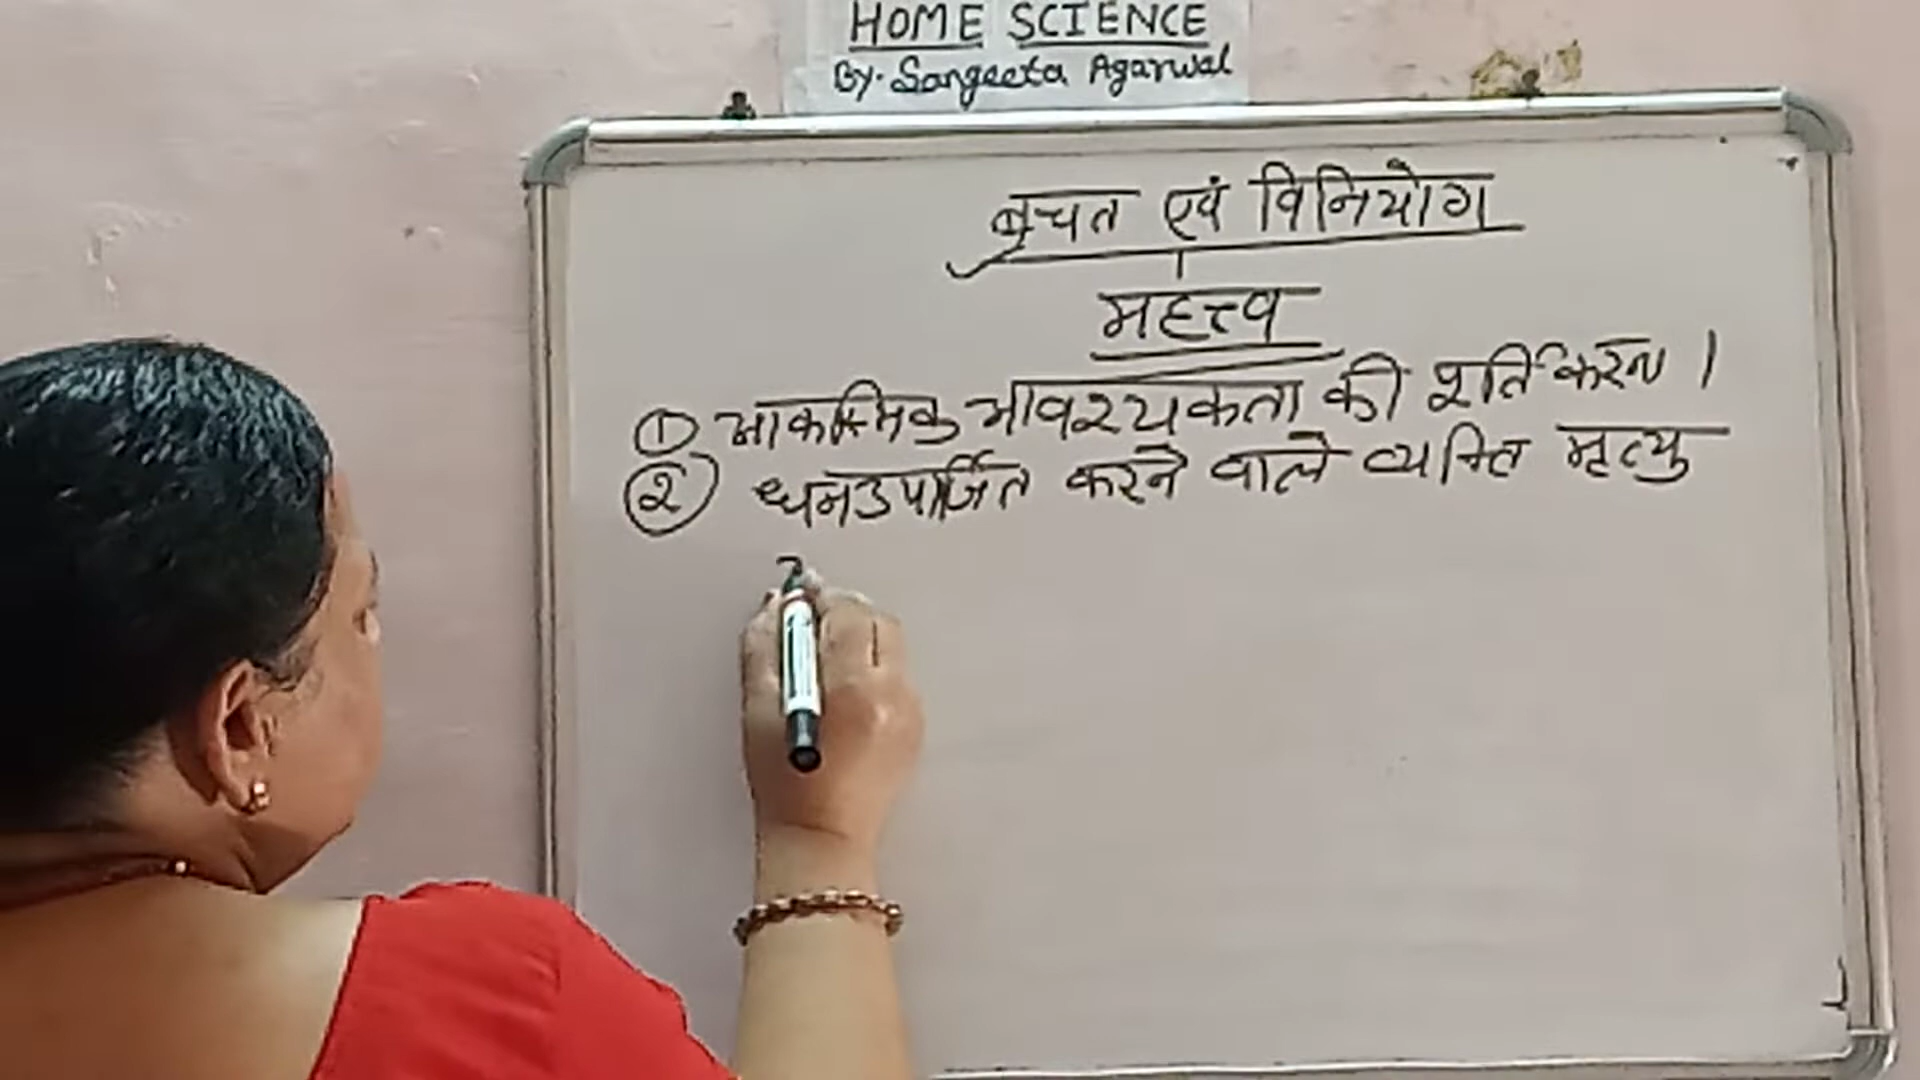 HOME SCIENCE
By. Sangeeta Agarwal
बचत एवं विनियोग
महत्त्व
① आकस्मिक आवश्यकता की पूर्ति करना ।
② धनउपार्जित करने वाले व्यक्ति मृत्यु